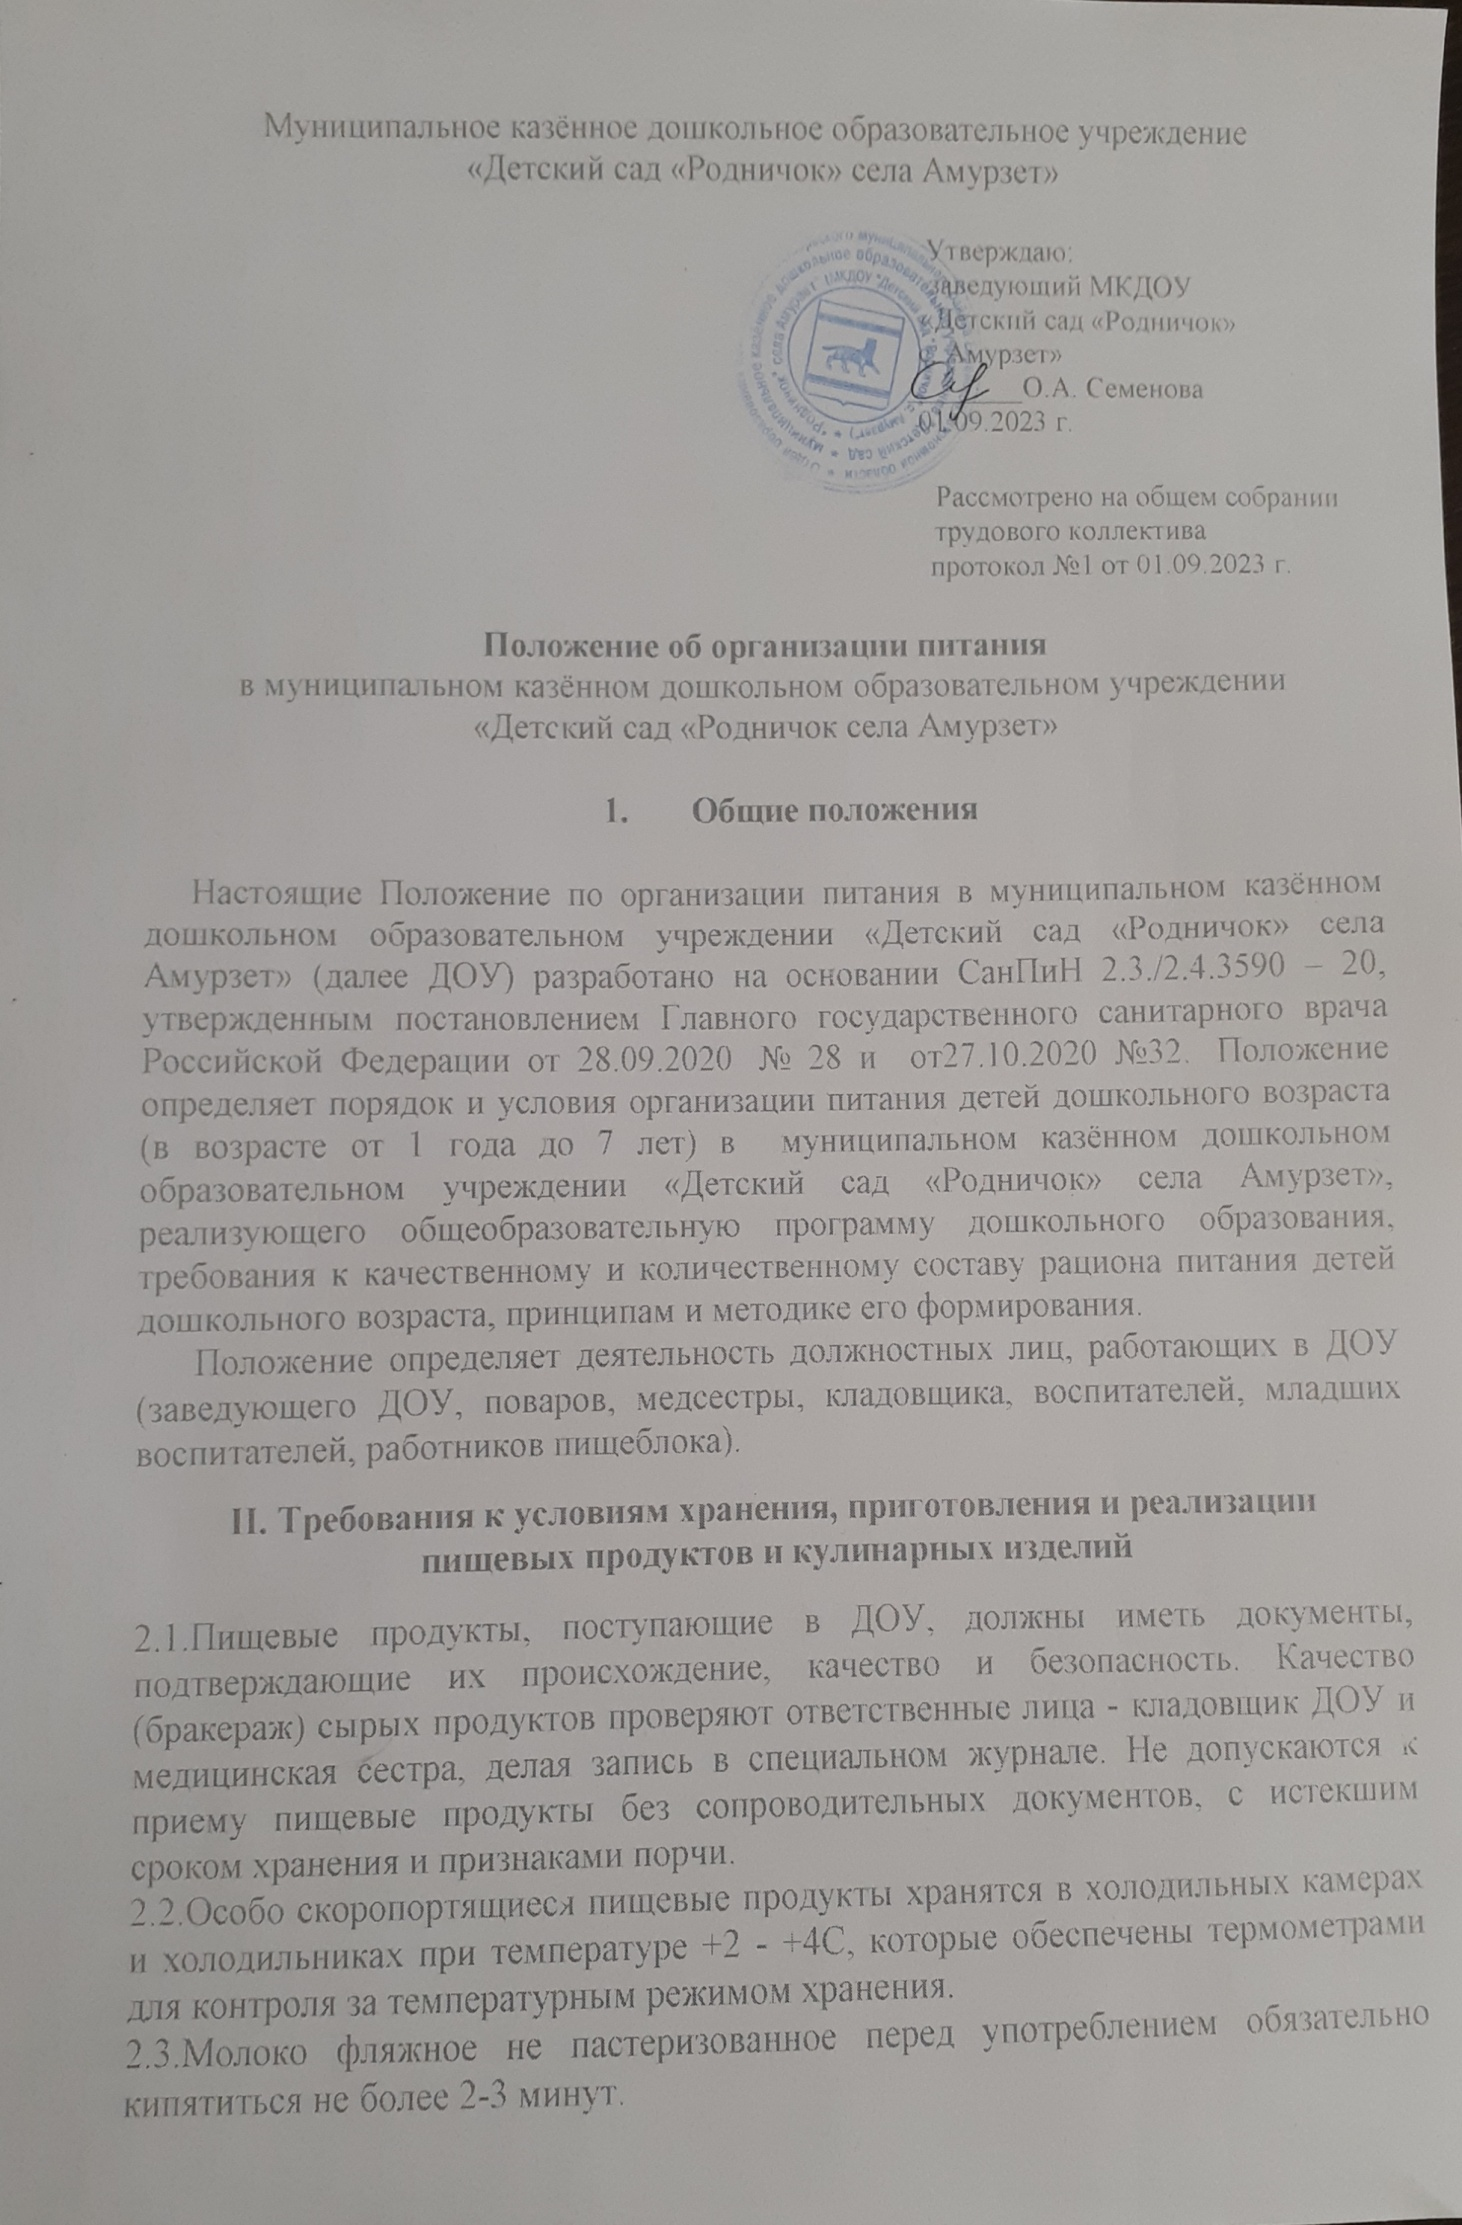 Муниципальное казённое дошкольное образовательное учреждение
«Детский сад «Родничок» села Амурзет»
Утверждаю:
заведующий МКДОУ
«Детский сад «Родничок»
с. Амурзет»
О.А. Семенова
01.09.2023 г.
Рассмотрено на общем собрании
трудового коллектива
протокол №1 от 01.09.2023 г.
Положение об организации питания
в муниципальном казённом дошкольном образовательном учреждении
«Детский сад «Родничок села Амурзет»
1. Общие положения
Настоящие Положение по организации питания в муниципальном казённом
дошкольном образовательном учреждении «Детский сад «Родничок» села
Амурзет» (далее ДОУ) разработано на основании СанПиН 2.3./2.4.3590 – 20,
утвержденным постановлением Главного государственного санитарного врача
Российской Федерации от 28.09.2020 № 28 и от27.10.2020 №32. Положение
определяет порядок и условия организации питания детей дошкольного возраста
(в возрасте от 1 года до 7 лет) в муниципальном казённом дошкольном
образовательном учреждении «Детский сад «Родничок» села Амурзет»,
реализующего общеобразовательную программу дошкольного образования,
требования к качественному и количественному составу рациона питания детей
дошкольного возраста, принципам и методике его формирования.
Положение определяет деятельность должностных лиц, работающих в ДОУ
(заведующего ДОУ, поваров, медсестры, кладовщика, воспитателей, младших
воспитателей, работников пищеблока).
II. Требования к условиям хранения, приготовления и реализации
пищевых продуктов и кулинарных изделий
2.1.Пищевые продукты, поступающие в ДОУ, должны иметь документы,
подтверждающие их происхождение, качество и безопасность. Качество
(бракераж) сырых продуктов проверяют ответственные лица - кладовщик ДОУ и
медицинская сестра, делая запись в специальном журнале. Не допускаются к
приему пищевые продукты без сопроводительных документов, с истекшим
сроком хранения и признаками порчи.
2.2.Особо скоропортящиеся пищевые продукты хранятся в холодильных камерах
и холодильниках при температуре +2 - +4С, которые обеспечены термометрами
для контроля за температурным режимом хранения.
2.3.Молоко фляжное не пастеризованное перед употреблением обязательно
кипятиться не более 2-3 минут.